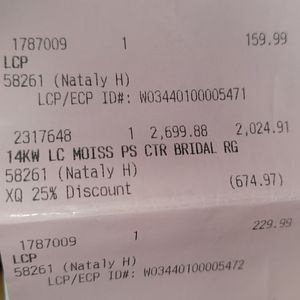 1787009 1 159.99
LCP
58261 (Nataly H)
LCP/ECP ID#: W03440100005471
2317648 1 2,699.88 2,024.91
14KW LC MOISS PS CTR BRIDAL RG
58261 (Nataly H)
XQ 25% Discount (674.97)
1787009 1 229.99
LCP
58261 (Nataly H)
LCP/ECP ID#: W03440100005472